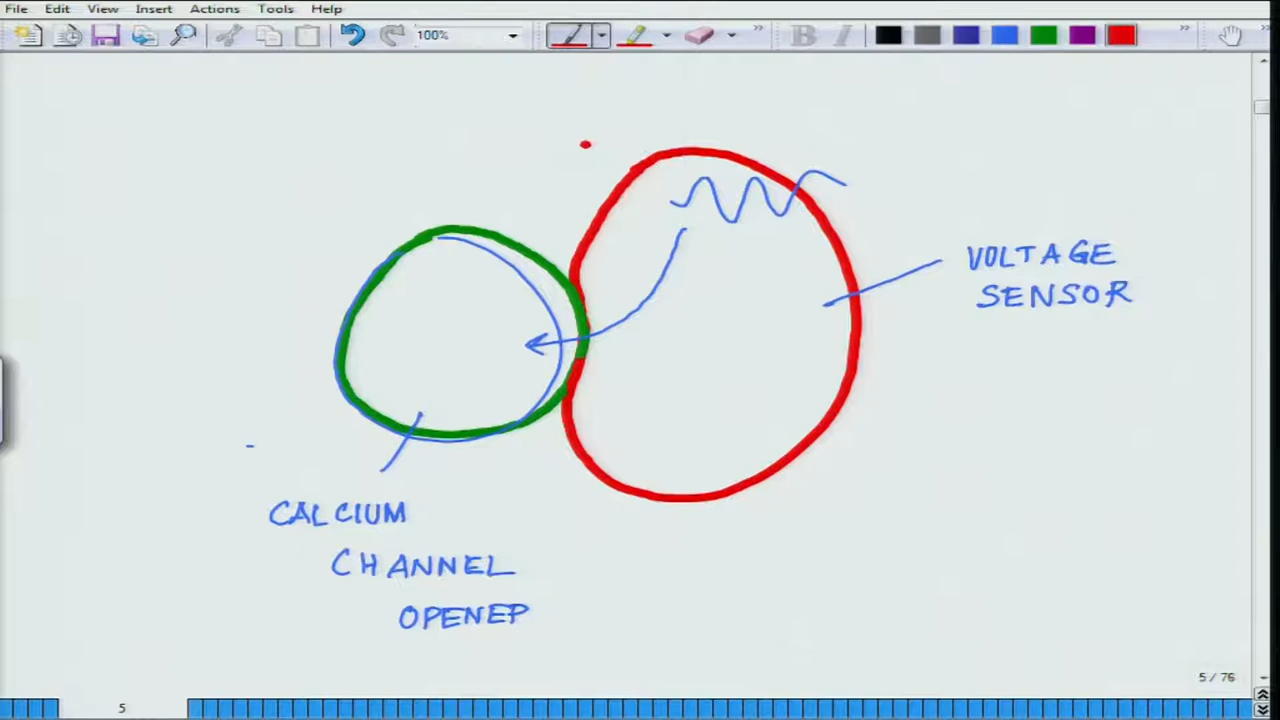 File Edit View Insert Actions Tools Help
100%
VOLTAGE
SENSOR
CALCIUM
CHANNEL
OPENEP
5 / 76
5